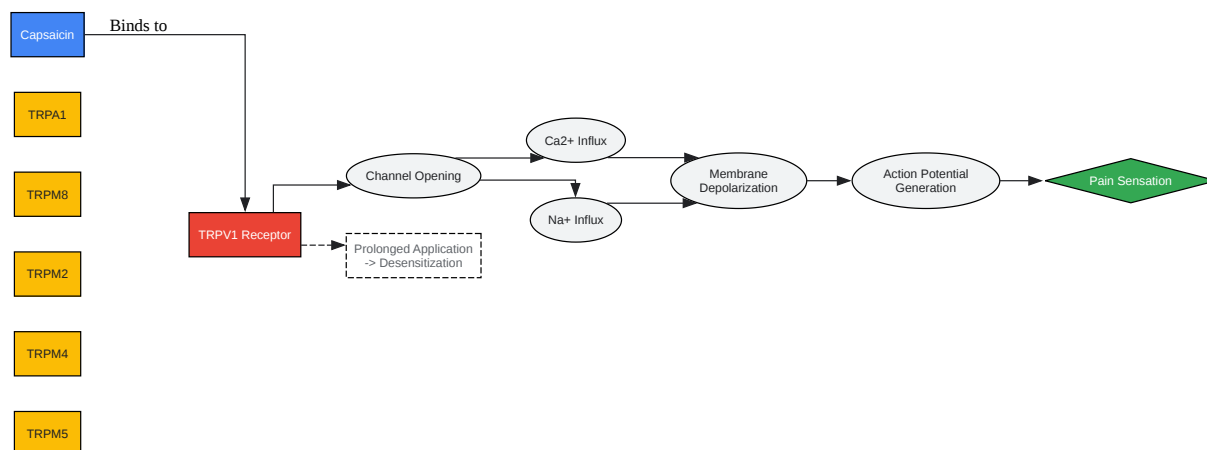 Capsaicin
Binds to
TRPA1
TRPM8
TRPM2
TRPM4
TRPM5
TRPV1 Receptor
Prolonged Application
-> Desensitization
Channel Opening
Ca2+ Influx
Na+ Influx
Membrane
Depolarization
Action Potential
Generation
Pain Sensation